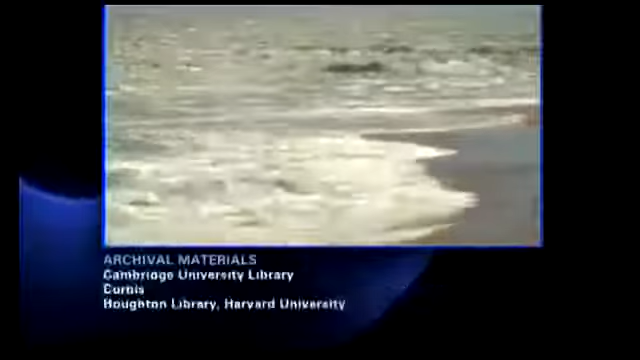 ARCHIVAL MATERIALS
Cambridge University Library
Corbis
Houghton Library, Harvard University